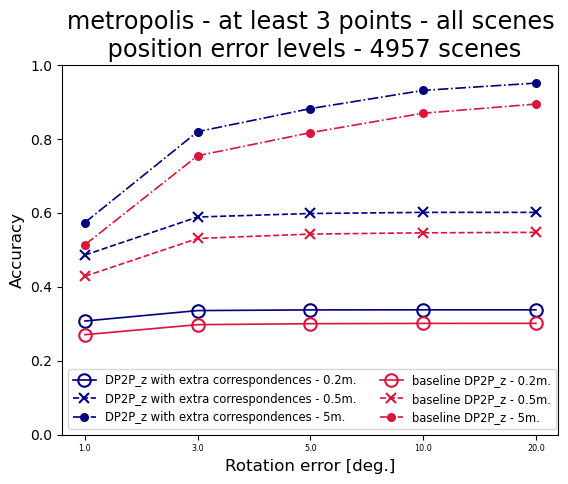 metropolis - at least 3 points - all scenes
position error levels - 4957 scenes
1.0
0.8
0.6
0.4
0.2
0.0
Accuracy
DP2P_z with extra correspondences - 0.2m.
DP2P_z with extra correspondences - 0.5m.
DP2P_z with extra correspondences - 5m.
baseline DP2P_z - 0.2m.
baseline DP2P_z - 0.5m.
baseline DP2P_z - 5m.
1.0 3.0 5.0 10.0 20.0
Rotation error [deg.]